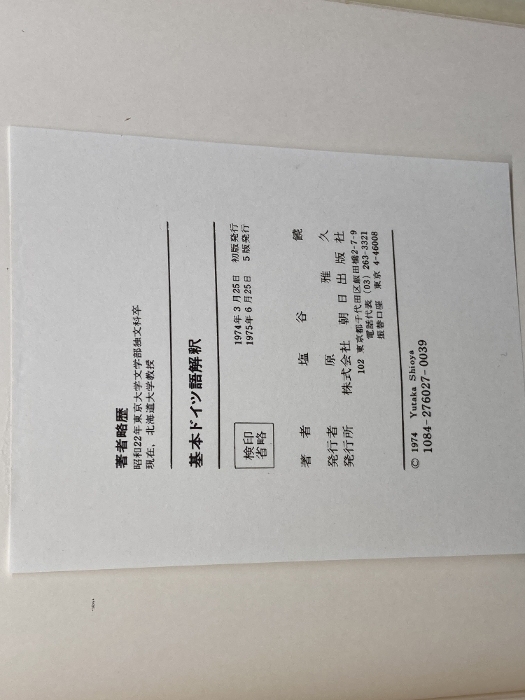 著者略歴
昭和22年東京大学文学部独文科卒
現在,北海道大学教授
基本ドイツ語解釈
検印省略
1974年3月25日 初版発行
1975年6月25日 5版発行
著者 塩谷饒
発行者 原雅久
発行所 株式会社 朝日出版社
102 東京都千代田区飯田橋2-7-9
電話代表 (03) 263-3321
振替口座 東京 4-46008
© 1974 Yutaka Shioya
1084-276027-0039